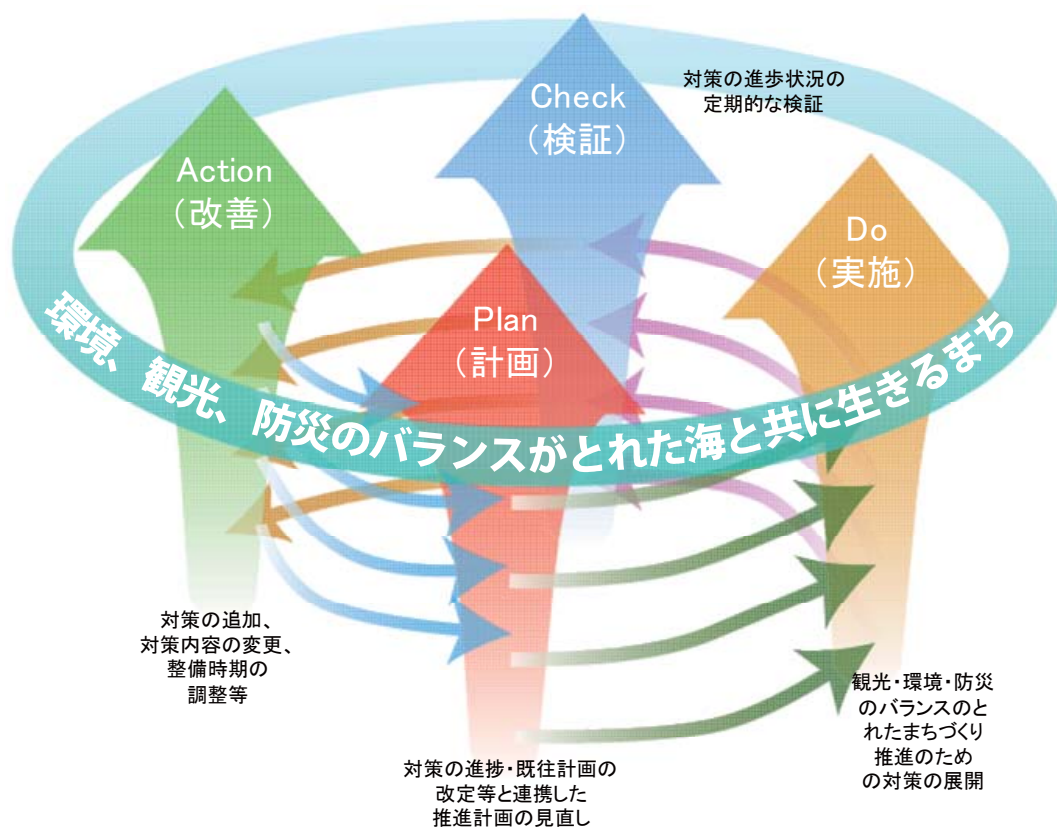 Check
（検証）
対策の進歩状況の
定期的な検証
Action
（改善）
Do
（実施）
Plan
（計画）
環境、観光、防災のバランスがとれた海と共に生きるまち
対策の追加、
対策内容の変更、
整備時期の
調整等
観光・環境・防災
のバランスのと
れたまちづくり
推進のため
の対策の展開
対策の進捗・既往計画の
改定等と連携した
推進計画の見直し